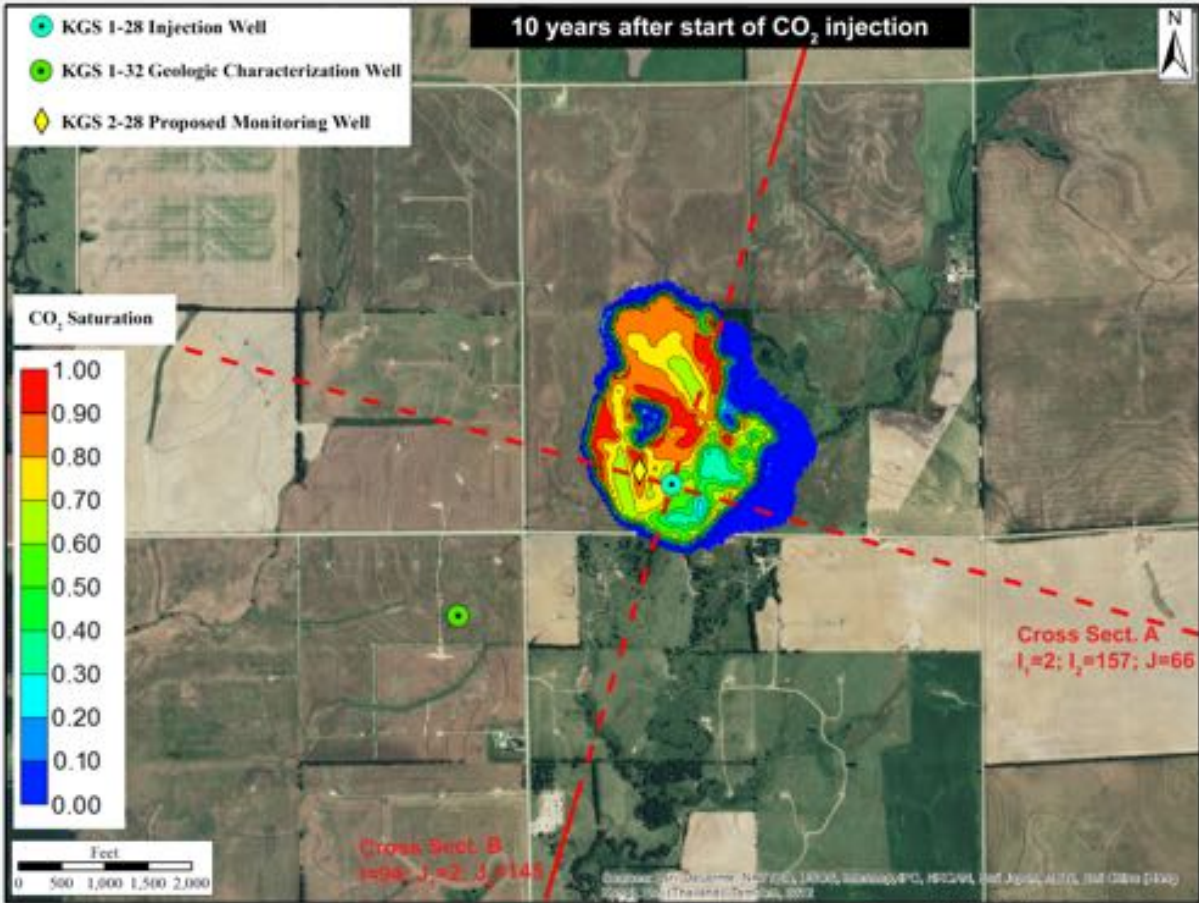 KGS 1-28 Injection Well
KGS 1-32 Geologic Characterization Well
KGS 2-28 Proposed Monitoring Well
10 years after start of CO₂ injection
N
CO₂ Saturation
1.00
0.90
0.80
0.70
0.60
0.50
0.40
0.30
0.20
0.10
0.00
Cross Sect. A
I₁=2; I₂=157; J=66
Cross Sect. B
Feet
0 500 1,000 1,500 2,000